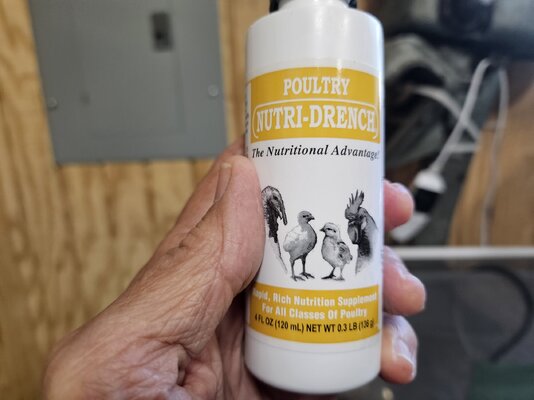 POULTRY
NUTRI-DRENCH
The Nutritional Advantage!
Rapid, Rich Nutrition Supplement
For All Classes Of Poultry
4 FL OZ (120 mL) NET WT 0.3 LB (136 g)